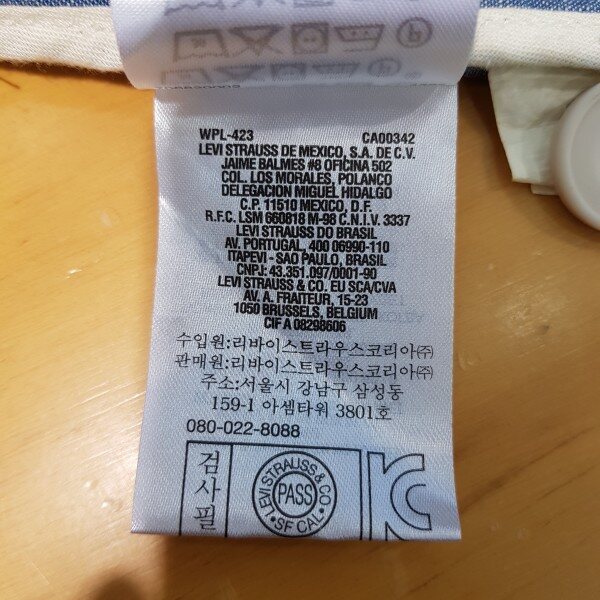 WPL-423 CA00342
LEVI STRAUSS DE MEXICO, S.A. DE C.V.
JAIME BALMES #8 OFICINA 502
COL. LOS MORALES, POLANCO
DELEGACION MIGUEL HIDALGO
C.P. 11510 MEXICO, D.F.
R.F.C. LSM 660818 M-98 C.N.I.V. 3337
LEVI STRAUSS DO BRASIL
AV. PORTUGAL, 400 06990-110
ITAPEVI - SAO PAULO, BRASIL
CNPJ: 43.351.097/0001-90
LEVI STRAUSS & CO. EU SCA/CVA
AV. A. FRAITEUR, 15-23
1050 BRUSSELS, BELGIUM
CIF A 08298606
수입원:리바이스트라우스코리아㈜
판매원:리바이스트라우스코리아㈜
주소:서울시 강남구 삼성동
159-1 아셈타워 3801호
080-022-8088
검사필
LEVI STRAUSS & CO.
PASS
• SF CAL •